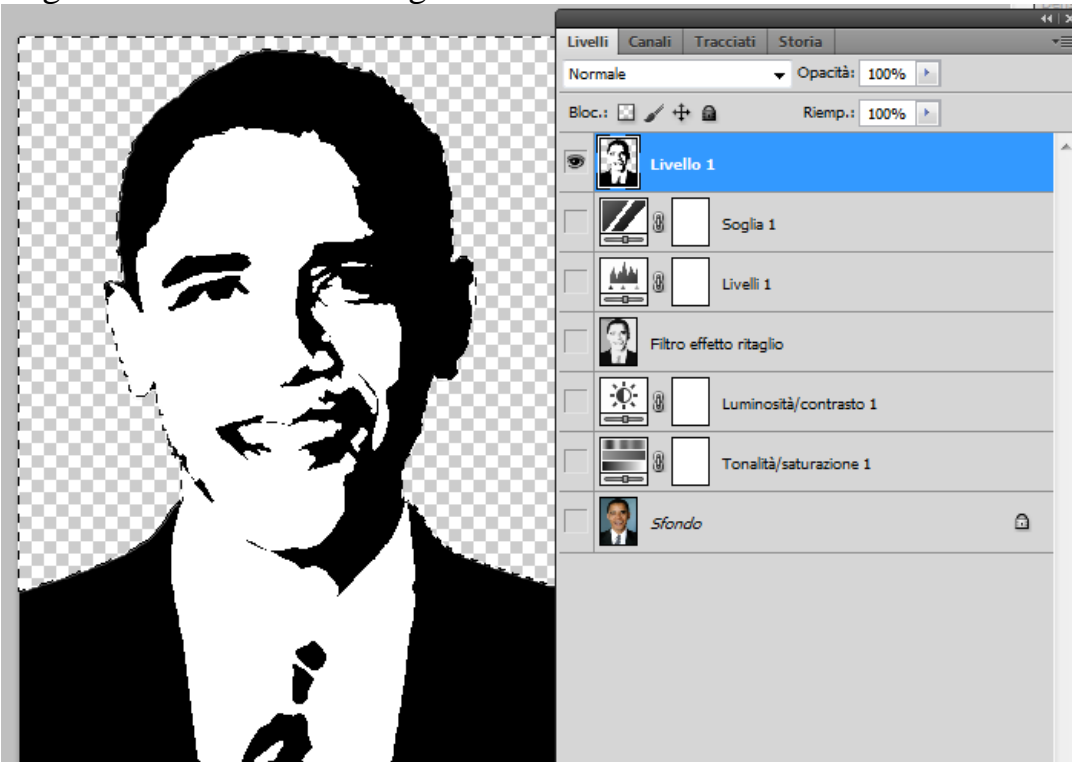 Livelli Canali Tracciati Storia
Normale Opacità: 100%
Bloc.: Riemp.: 100%
Livello 1
Soglia 1
Livelli 1
Filtro effetto ritaglio
Luminosità/contrasto 1
Tonalità/saturazione 1
Sfondo